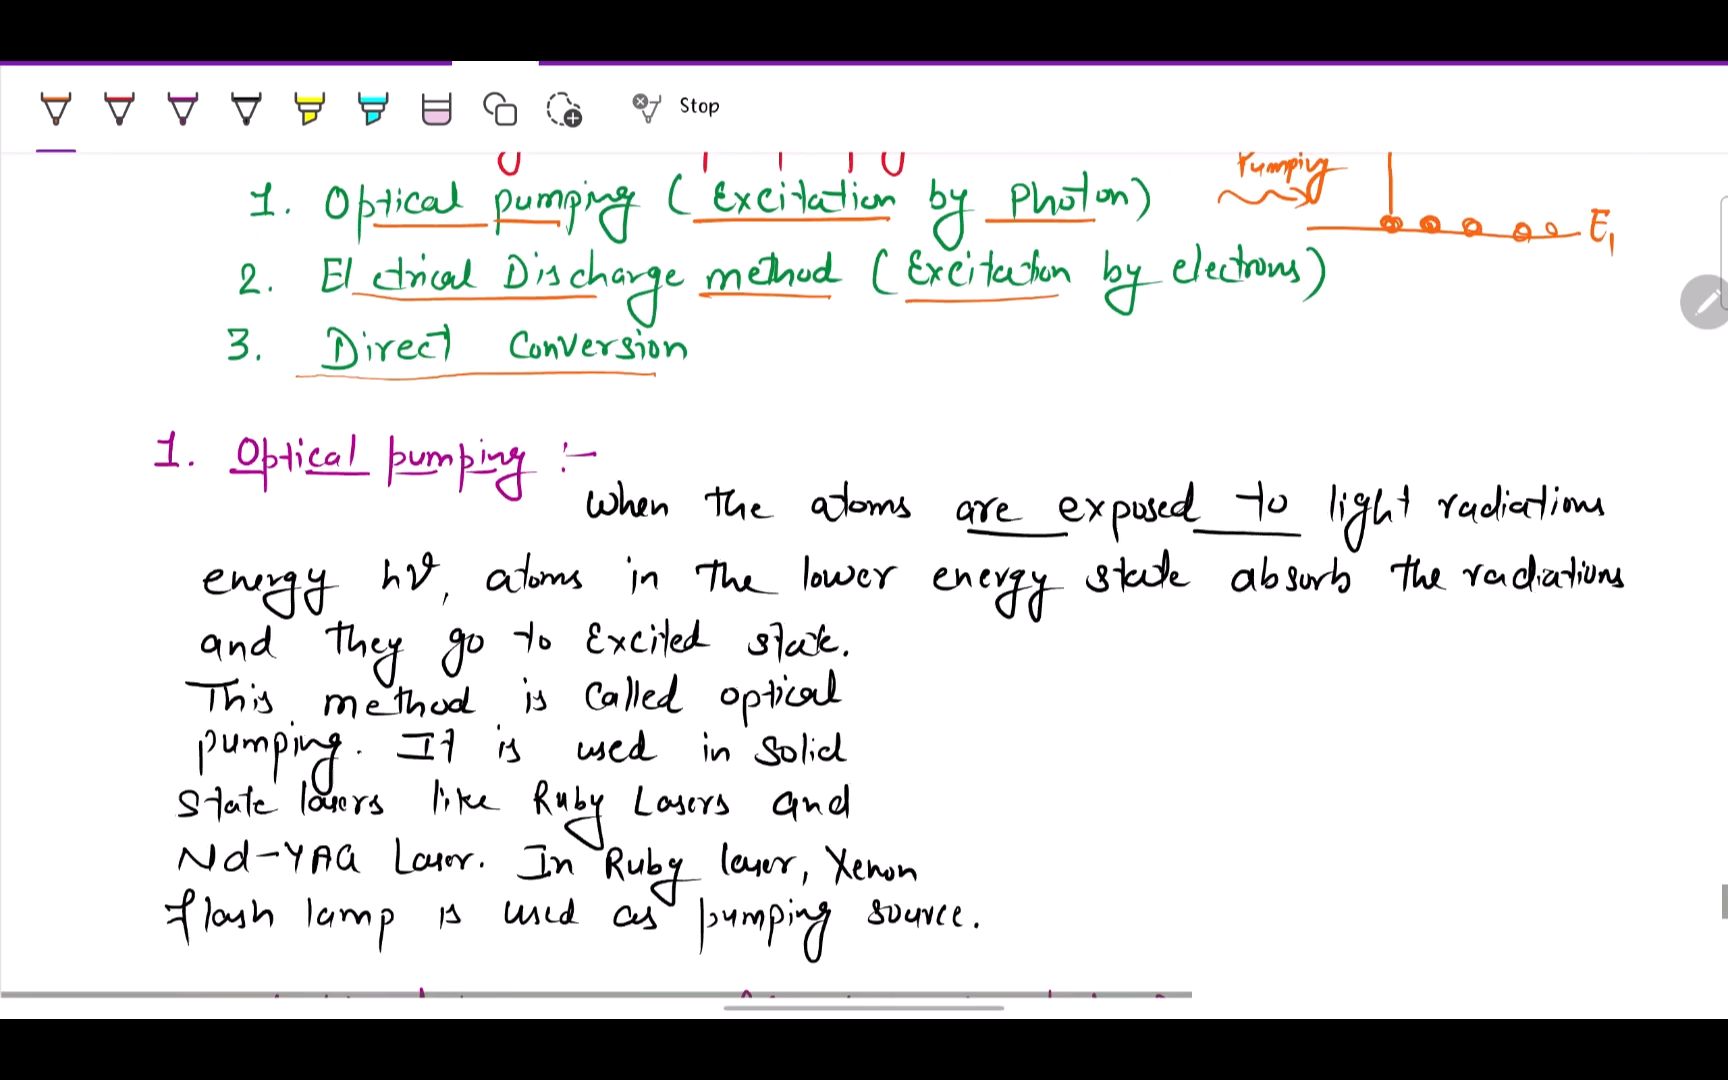 Stop
Pumping
1. Optical pumping (Excitation by Photon)
E1
2. Electrical Discharge method (Excitation by electrons)
3. Direct Conversion
1. Optical pumping :-
When the atoms are exposed to light radiations
energy hν, atoms in the lower energy state absorb the radiations
and they go to Excited state.
This method is Called optical
pumping. It is used in Solid
State lasers like Ruby Lasers and
Nd-YAG Laser. In Ruby laser, Xenon
flash lamp is used as pumping source.